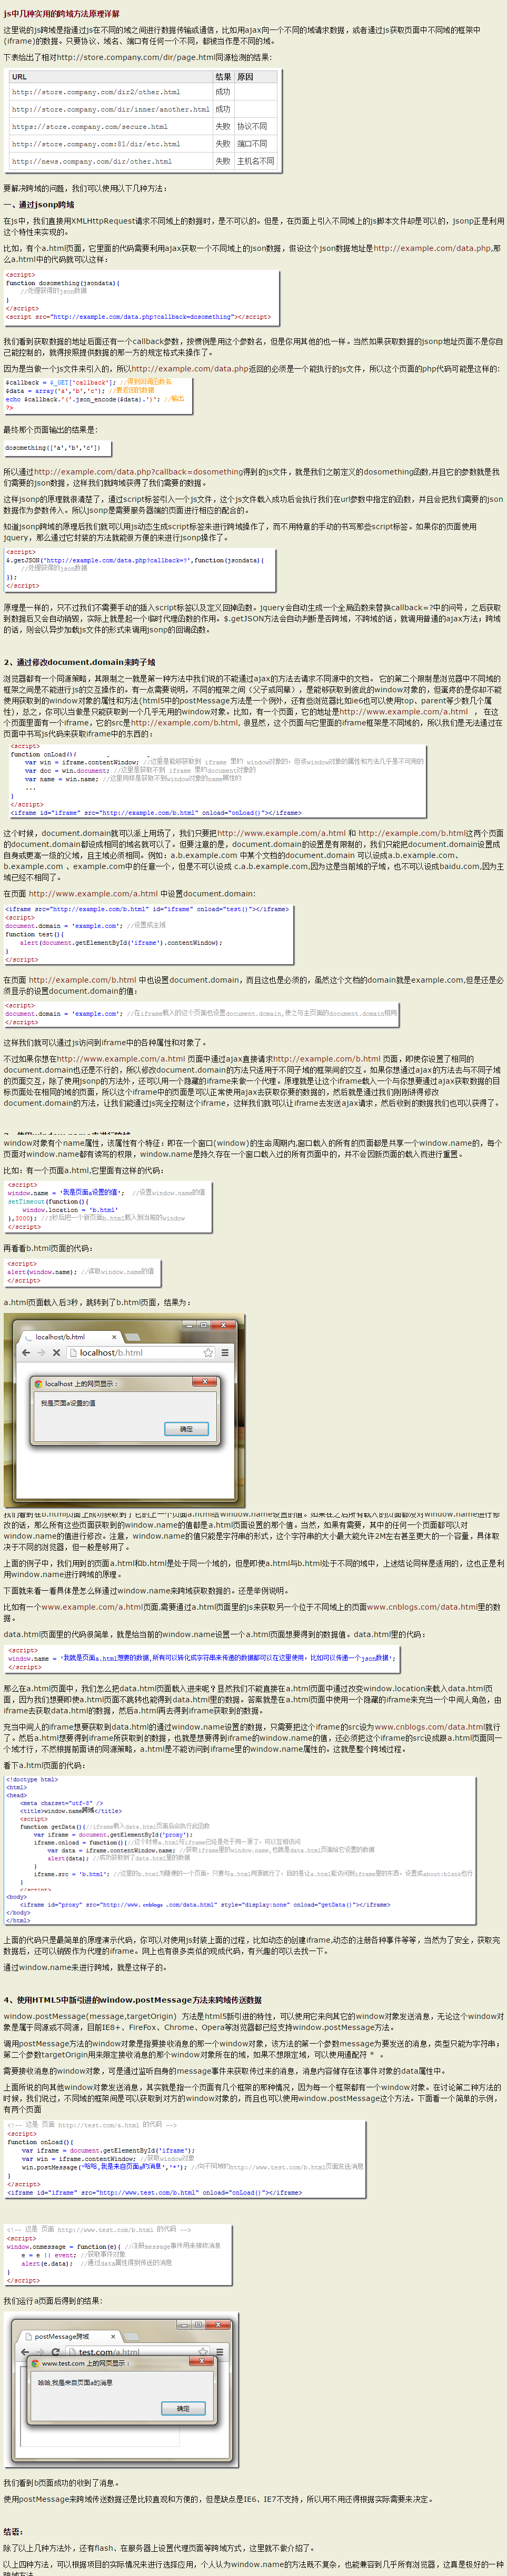 js中几种实用的跨域方法原理详解
这里说的js跨域是指通过js在不同的域之间进行数据传输或通信，比如用ajax向一个不同的域请求数据，或者通过js获取页面中不同域的框架中
(iframe)的数据。只要协议、域名、端口有任何一个不同，都被当作是不同的域。
下表给出了相对http://store.company.com/dir/page.html同源检测的结果:
URL 结果 原因
http://store.company.com/dir2/other.html 成功
http://store.company.com/dir/inner/another.html 成功
https://store.company.com/secure.html 失败 协议不同
http://store.company.com:81/dir/etc.html 失败 端口不同
http://news.company.com/dir/other.html 失败 主机名不同
要解决跨域的问题，我们可以使用以下几种方法：
一、通过jsonp跨域
在js中，我们直接用XMLHttpRequest请求不同域上的数据时，是不可以的。但是，在页面上引入不同域上的js脚本文件却是可以的，jsonp正是利用
这个特性来实现的。
比如，有个a.html页面，它里面的代码需要利用ajax获取一个不同域上的json数据，假设这个json数据地址是http://example.com/data.php,那
么a.html中的代码就可以这样：
<script>
function dosomething(jsondata){
//处理获得的json数据
}
</script>
<script src="http://example.com/data.php?callback=dosomething"></script>
我们看到获取数据的地址后面还有一个callback参数，按惯例是用这个参数名，但是你用其他的也一样。当然如果获取数据的jsonp地址页面不是你自
己能控制的，就得按照提供数据的那一方的规定格式来操作了。
因为是当做一个js文件来引入的，所以http://example.com/data.php返回的必须是一个能执行的js文件，所以这个页面的php代码可能是这样的:
$callback = $_GET['callback']; //得到回调函数名
$data = array('a','b','c'); //要返回的数据
echo $callback.'('.json_encode($data).')'; //输出
?>
最终那个页面输出的结果是:
dosomething(['a','b','c'])
所以通过http://example.com/data.php?callback=dosomething得到的js文件，就是我们之前定义的dosomething函数,并且它的参数就是我
们需要的json数据，这样我们就跨域获得了我们需要的数据。
这样jsonp的原理就很清楚了，通过script标签引入一个js文件，这个js文件载入成功后会执行我们在url参数中指定的函数，并且会把我们需要的json
数据作为参数传入。所以jsonp是需要服务器端的页面进行相应的配合的。
知道jsonp跨域的原理后我们就可以用js动态生成script标签来进行跨域操作了，而不用特意的手动的书写那些script标签。如果你的页面使用
jquery，那么通过它封装的方法就能很方便的来进行jsonp操作了。
<script>
$.getJSON("http://example.com/data.php?callback=?",function(jsondata){
//处理获得的json数据
});
</script>
原理是一样的，只不过我们不需要手动的插入script标签以及定义回掉函数。jquery会自动生成一个全局函数来替换callback=?中的问号，之后获取
到数据后又会自动销毁，实际上就是起一个临时代理函数的作用。$.getJSON方法会自动判断是否跨域，不跨域的话，就调用普通的ajax方法；跨域
的话，则会以异步加载js文件的形式来调用jsonp的回调函数。
2、通过修改document.domain来跨子域
浏览器都有一个同源策略，其限制之一就是第一种方法中我们说的不能通过ajax的方法去请求不同源中的文档。 它的第二个限制是浏览器中不同域的
框架之间是不能进行js的交互操作的。有一点需要说明，不同的框架之间（父子或同辈），是能够获取到彼此的window对象的，但蛋疼的是你却不能
使用获取到的window对象的属性和方法(html5中的postMessage方法是一个例外，还有些浏览器比如ie6也可以使用top、parent等少数几个属
性)，总之，你可以当做是只能获取到一个几乎无用的window对象。比如，有一个页面，它的地址是http://www.example.com/a.html ， 在这
个页面里面有一个iframe，它的src是http://example.com/b.html, 很显然，这个页面与它里面的iframe框架是不同域的，所以我们是无法通过在
页面中书写js代码来获取iframe中的东西的：
<script>
function onLoad(){
var win = iframe.contentWindow; //这里是能够获取到 iframe 里的 window对象的，但该window对象的属性和方法几乎是不可用的
var doc = win.document; //这里是获取不到 iframe 里的document对象的
var name = win.name; //这里同样是获取不到window对象的name属性的
...
}
</script>
<iframe id="iframe" src="http://example.com/b.html" onload="onLoad()"></iframe>
这个时候，document.domain就可以派上用场了，我们只要把http://www.example.com/a.html 和 http://example.com/b.html这两个页面
的document.domain都设成相同的域名就可以了。但要注意的是，document.domain的设置是有限制的，我们只能把document.domain设置成
自身或更高一级的父域，且主域必须相同。例如：a.b.example.com 中某个文档的document.domain 可以设成a.b.example.com、
b.example.com 、example.com中的任意一个，但是不可以设成 c.a.b.example.com,因为这是当前域的子域，也不可以设成baidu.com,因为主
域已经不相同了。
在页面 http://www.example.com/a.html 中设置document.domain:
<iframe src="http://example.com/b.html" id="iframe" onload="test()"></iframe>
<script>
document.domain = 'example.com'; //设置成主域
function test(){
alert(document.getElementById('iframe').contentWindow);
}
</script>
在页面 http://example.com/b.html 中也设置document.domain，而且这也是必须的，虽然这个文档的domain就是example.com,但是还是必
须显示的设置document.domain的值：
<script>
document.domain = 'example.com'; //在iframe载入的这个页面也设置document.domain,使之与主页面的document.domain相同
</script>
这样我们就可以通过js访问到iframe中的各种属性和对象了。
不过如果你想在http://www.example.com/a.html 页面中通过ajax直接请求http://example.com/b.html 页面，即使你设置了相同的
document.domain也还是不行的，所以修改document.domain的方法只适用于不同子域的框架间的交互。如果你想通过ajax的方法去与不同子域
的页面交互，除了使用jsonp的方法外，还可以用一个隐藏的iframe来做一个代理。原理就是让这个iframe载入一个与你想要通过ajax获取数据的目
标页面处在相同的域的页面，所以这个iframe中的页面是可以正常使用ajax去获取你要的数据的，然后就是通过我们刚刚讲得修改
document.domain的方法，让我们能通过js完全控制这个iframe，这样我们就可以让iframe去发送ajax请求，然后收到的数据我们也可以获得了。
window对象有个name属性，该属性有个特征：即在一个窗口(window)的生命周期内,窗口载入的所有的页面都是共享一个window.name的，每个
页面对window.name都有读写的权限，window.name是持久存在一个窗口载入过的所有页面中的，并不会因新页面的载入而进行重置。
比如：有一个页面a.html,它里面有这样的代码：
<script>
window.name = '我是页面a设置的值'; //设置window.name的值
setTimeout(function(){
window.location = 'b.html'
},3000); //3秒后把一个新页面b.html载入到当前的window
</script>
再看看b.html页面的代码：
<script>
alert(window.name); //读取window.name的值
</script>
a.html页面载入后3秒，跳转到了b.html页面，结果为：
localhost/b.html
localhost/b.html
localhost 上的网页显示：
我是页面a设置的值
确定
我们看到在b.html页面上成功获取到了它的上一个页面a.html给window.name设置的值。如果在之后所有载入的页面都没对window.name进行修
改的话，那么所有这些页面获取到的window.name的值都是a.html页面设置的那个值。当然，如果有需要，其中的任何一个页面都可以对
window.name的值进行修改。注意，window.name的值只能是字符串的形式，这个字符串的大小最大能允许2M左右甚至更大的一个容量，具体取
决于不同的浏览器，但一般是够用了。
上面的例子中，我们用到的页面a.html和b.html是处于同一个域的，但是即使a.html与b.html处于不同的域中，上述结论同样是适用的，这也正是利
用window.name进行跨域的原理。
下面就来看一看具体是怎么样通过window.name来跨域获取数据的。还是举例说明。
比如有一个www.example.com/a.html页面,需要通过a.html页面里的js来获取另一个位于不同域上的页面www.cnblogs.com/data.html里的数
据。
data.html页面里的代码很简单，就是给当前的window.name设置一个a.html页面想要得到的数据值。data.html里的代码：
<script>
window.name = '我就是页面a.html想要的数据,所有可以转化成字符串来传递的数据都可以在这里使用，比如可以传递一个json数据';
</script>
那么在a.html页面中，我们怎么把data.html页面载入进来呢？显然我们不能直接在a.html页面中通过改变window.location来载入data.html页
面，因为我们想要即使a.html页面不跳转也能得到data.html里的数据。答案就是在a.html页面中使用一个隐藏的iframe来充当一个中间人角色，由
iframe去获取data.html的数据，然后a.html再去得到iframe获取到的数据。
充当中间人的iframe想要获取到data.html的通过window.name设置的数据，只需要把这个iframe的src设为www.cnblogs.com/data.html就行
了。然后a.html想要得到iframe所获取到的数据，也就是想要得到iframe的window.name的值，还必须把这个iframe的src设成跟a.html页面同一
个域才行，不然根据前面讲的同源策略，a.html是不能访问到iframe里的window.name属性的。这就是整个跨域过程。
看下a.html页面的代码：
<!doctype html>
<html>
<head>
<meta charset="utf-8" />
<title>window.name跨域</title>
<script>
function getData(){//iframe载入data.html页面后会执行此函数
var iframe = document.getElementById('proxy');
iframe.onload = function(){//这个时候a.html与iframe已经是处于同一源了，可以互相访问
var data = iframe.contentWindow.name; //获取iframe里的window.name,也就是data.html页面给它设置的数据
alert(data); //成功获取到了data.html里的数据
}
iframe.src = 'b.html'; //这里的b.html为随便的一个页面，只要与a.html同源就行了，目的是让a.html能访问到iframe里的东西，设置成about:blank也行
}
</script>
<body>
<iframe id="proxy" src="http://www.cnblogs.com/data.html" style="display:none" onload="getData()"></iframe>
</body>
</html>
上面的代码只是最简单的原理演示代码，你可以对使用js封装上面的过程，比如动态的创建iframe,动态的注册各种事件等等，当然为了安全，获取完
数据后，还可以销毁作为代理的iframe。网上也有很多类似的现成代码，有兴趣的可以去找一下。
通过window.name来进行跨域，就是这样子的。
4、使用HTML5中新引进的window.postMessage方法来跨域传送数据
window.postMessage(message,targetOrigin) 方法是html5新引进的特性，可以使用它来向其它的window对象发送消息，无论这个window对
象是属于同源或不同源，目前IE8+、FireFox、Chrome、Opera等浏览器都已经支持window.postMessage方法。
调用postMessage方法的window对象是指要接收消息的那一个window对象，该方法的第一个参数message为要发送的消息，类型只能为字符串；
第二个参数targetOrigin用来限定接收消息的那个window对象所在的域，如果不想限定域，可以使用通配符 * 。
需要接收消息的window对象，可是通过监听自身的message事件来获取传过来的消息，消息内容储存在该事件对象的data属性中。
上面所说的向其他window对象发送消息，其实就是指一个页面有几个框架的那种情况，因为每一个框架都有一个window对象。在讨论第二种方法的
时候，我们说过，不同域的框架间是可以获取到对方的window对象的，而且也可以使用window.postMessage这个方法。下面看一个简单的示例，
有两个页面
<!-- 这是 页面 http://test.com/a.html 的代码 -->
<script>
function onLoad(){
var iframe = document.getElementById('iframe');
var win = iframe.contentWindow; //获取window对象
win.postMessage('哈哈,我是来自页面a的消息','*'); //向不同域的http://www.test.com/b.html页面发送消息
}
</script>
<iframe id="iframe" src="http://www.test.com/b.html" onload="onLoad()"></iframe>
<!-- 这是 页面 http://www.test.com/b.html 的代码 -->
<script>
window.onmessage = function(e){ //注册message事件用来接收消息
e = e || event; //获取事件对象
alert(e.data); //通过data属性得到传送的消息
}
</script>
我们运行a页面后得到的结果:
postMessage跨域
test.com/a.html
www.test.com 上的网页显示：
哈哈,我是来自页面a的消息
确定
我们看到b页面成功的收到了消息。
使用postMessage来跨域传送数据还是比较直观和方便的，但是缺点是IE6、IE7不支持，所以用不用还得根据实际需要来决定。
结语：
除了以上几种方法外，还有flash、在服务器上设置代理页面等跨域方式，这里就不做介绍了。
以上四种方法，可以根据项目的实际情况来进行选择应用，个人认为window.name的方法既不复杂，也能兼容到几乎所有浏览器，这真是极好的一种